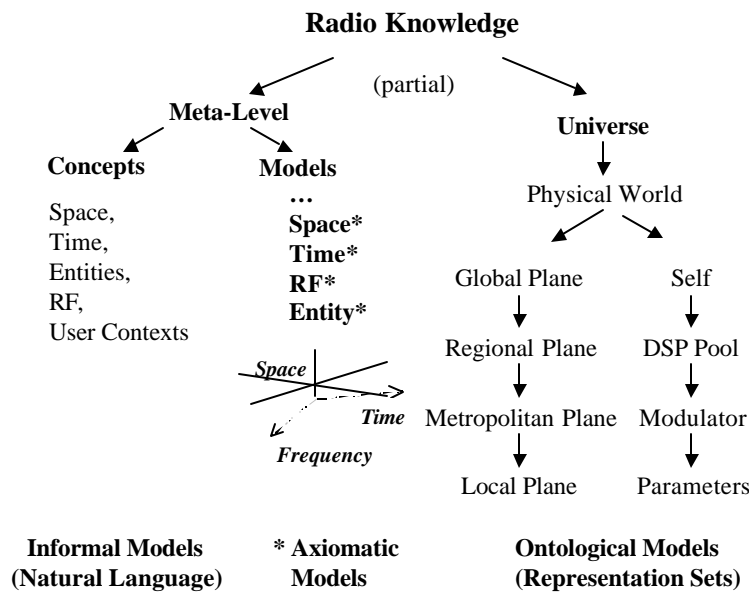 Radio Knowledge
(partial)
Meta-Level
Universe
Concepts
Models
Physical World
Space,
Time,
Entities,
RF,
User Contexts
…
Space*
Time*
RF*
Entity*
Global Plane
Self
Regional Plane
DSP Pool
Space
Time
Frequency
Metropolitan Plane
Modulator
Local Plane
Parameters
Informal Models
(Natural Language)
* Axiomatic
Models
Ontological Models
(Representation Sets)